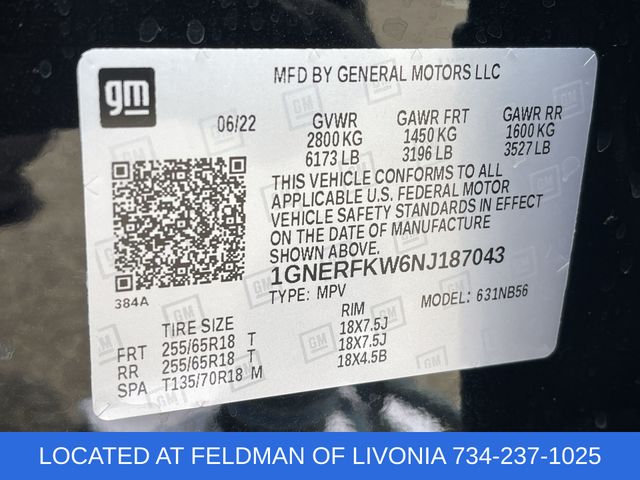 gm
MFD BY GENERAL MOTORS LLC
06/22 GVWR GAWR FRT GAWR RR
2800 KG 1450 KG 1600 KG
6173 LB 3196 LB 3527 LB
THIS VEHICLE CONFORMS TO ALL
APPLICABLE U.S. FEDERAL MOTOR
VEHICLE SAFETY STANDARDS IN EFFECT
ON THE DATE OF MANUFACTURE
SHOWN ABOVE.
1GNERFKW6NJ187043
384A TYPE: MPV MODEL: 631NB56
TIRE SIZE RIM
FRT 255/65R18 T 18X7.5J
RR 255/65R18 T 18X7.5J
SPA T135/70R18 M 18X4.5B
LOCATED AT FELDMAN OF LIVONIA 734-237-1025